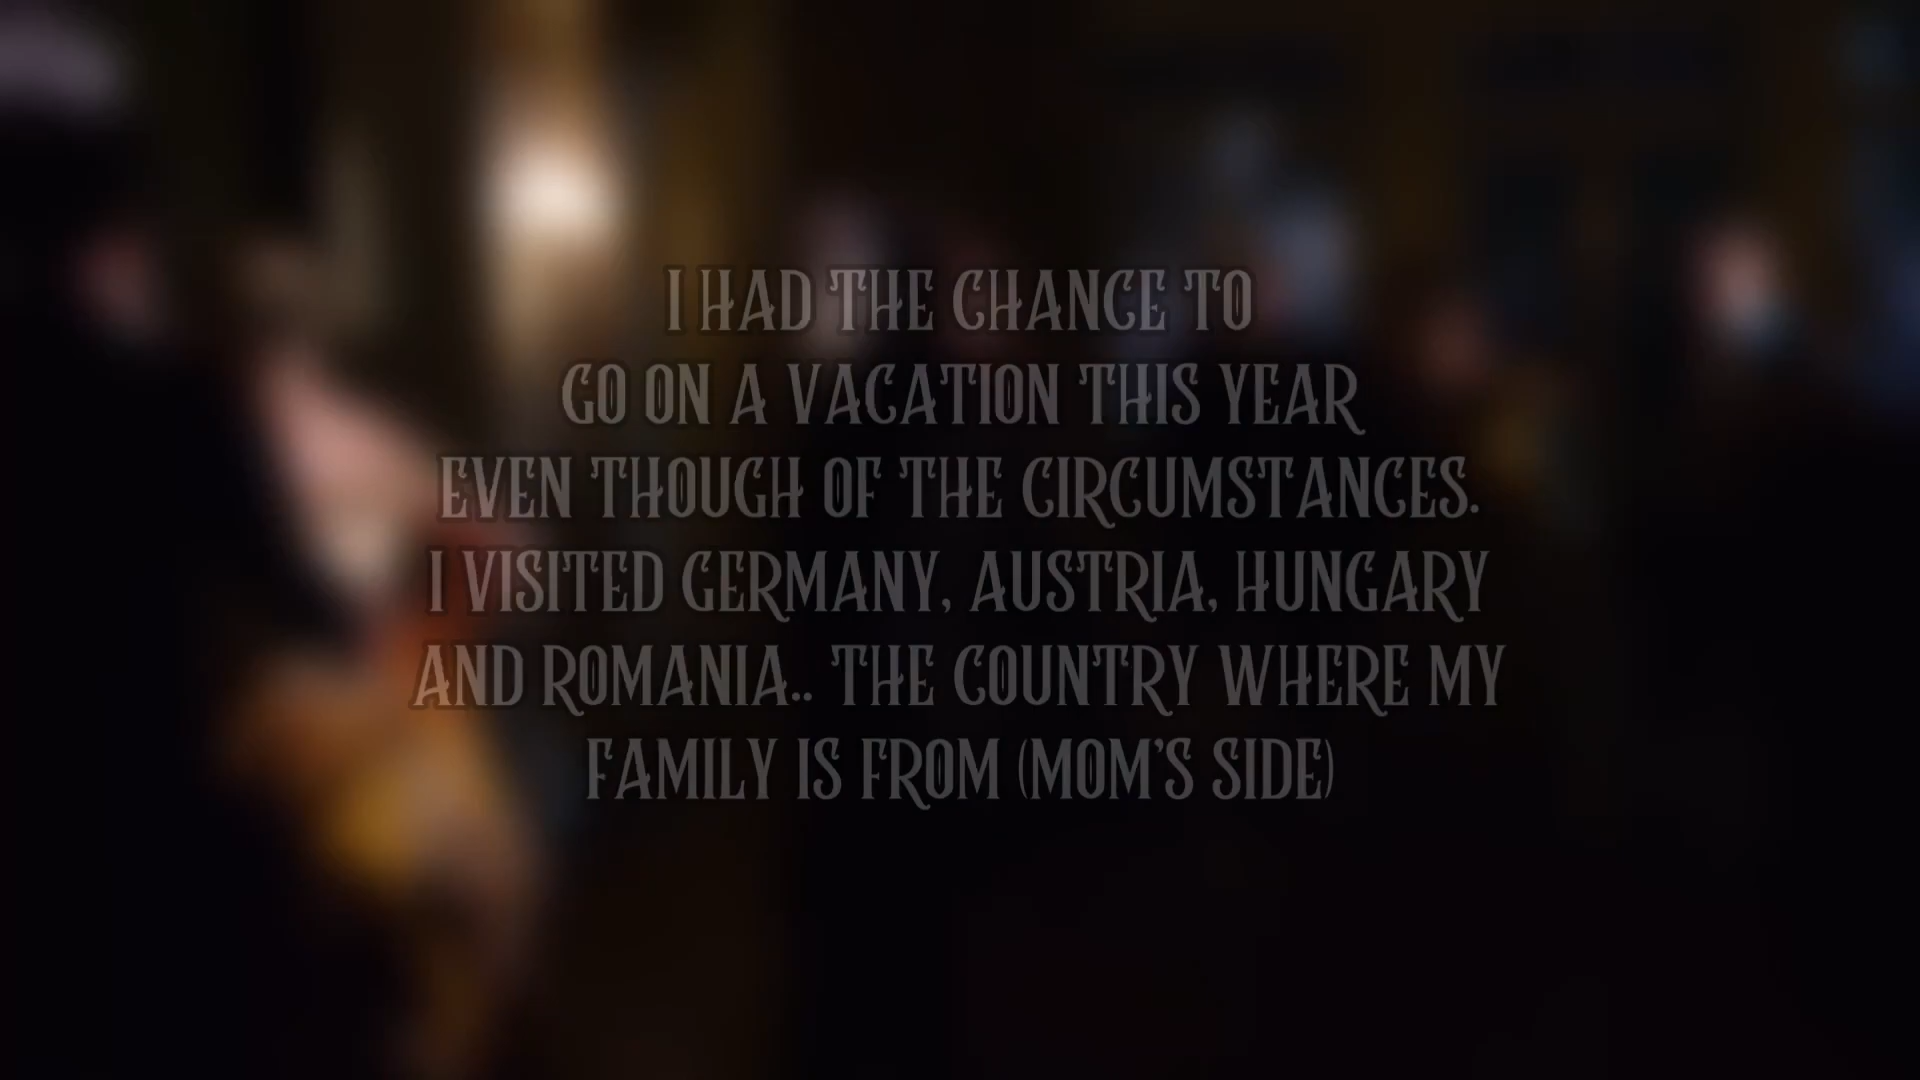 I HAD THE CHANCE TO
GO ON A VACATION THIS YEAR
EVEN THOUGH OF THE CIRCUMSTANCES.
I VISITED GERMANY, AUSTRIA, HUNGARY
AND ROMANIA.. THE COUNTRY WHERE MY
FAMILY IS FROM (MOM'S SIDE)